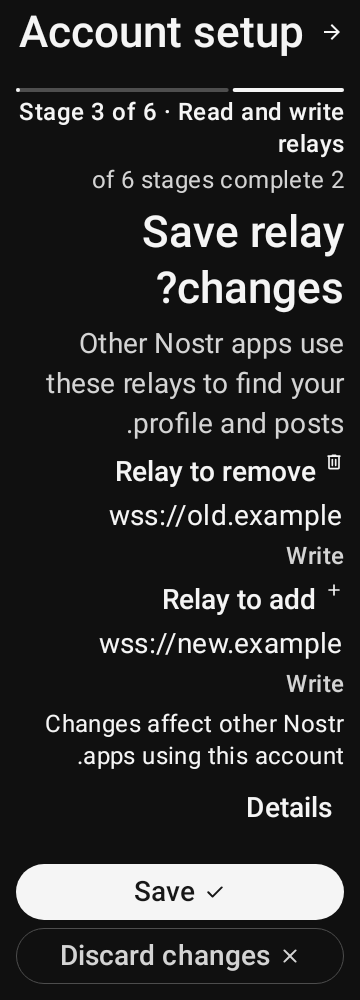 Account setup
Stage 3 of 6 · Read and write
relays
of 6 stages complete 2
Save relay
?changes
Other Nostr apps use
these relays to find your
.profile and posts
Relay to remove
wss://old.example
Write
Relay to add
wss://new.example
Write
Changes affect other Nostr
.apps using this account
Details
Save
Discard changes